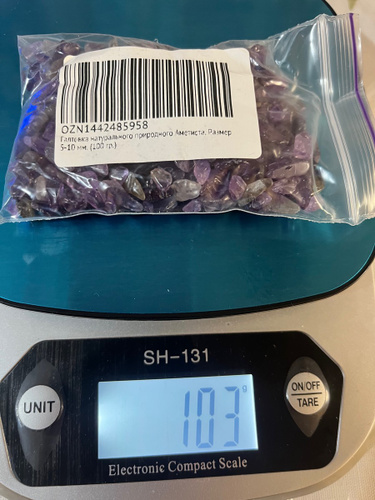 OZN1442485958
Галтовка натурального природного Аметиста. Размер
5-10 мм. (100 гр.)
SH-131
UNIT
103 g
ON/OFF
TARE
Electronic Compact Scale